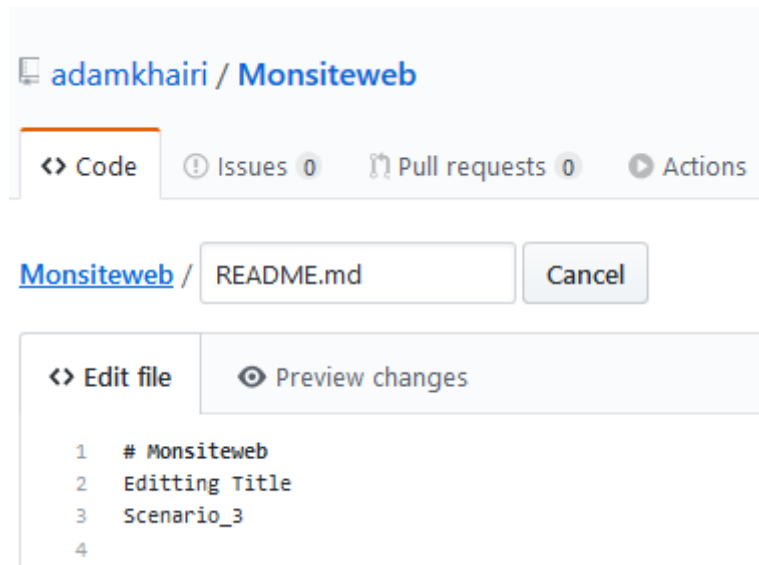 adamkhairi / Monsiteweb
<> Code Issues 0 Pull requests 0 Actions
Monsiteweb / README.md Cancel
<> Edit file Preview changes
1 # Monsiteweb
2 Editting Title
3 Scenario_3
4